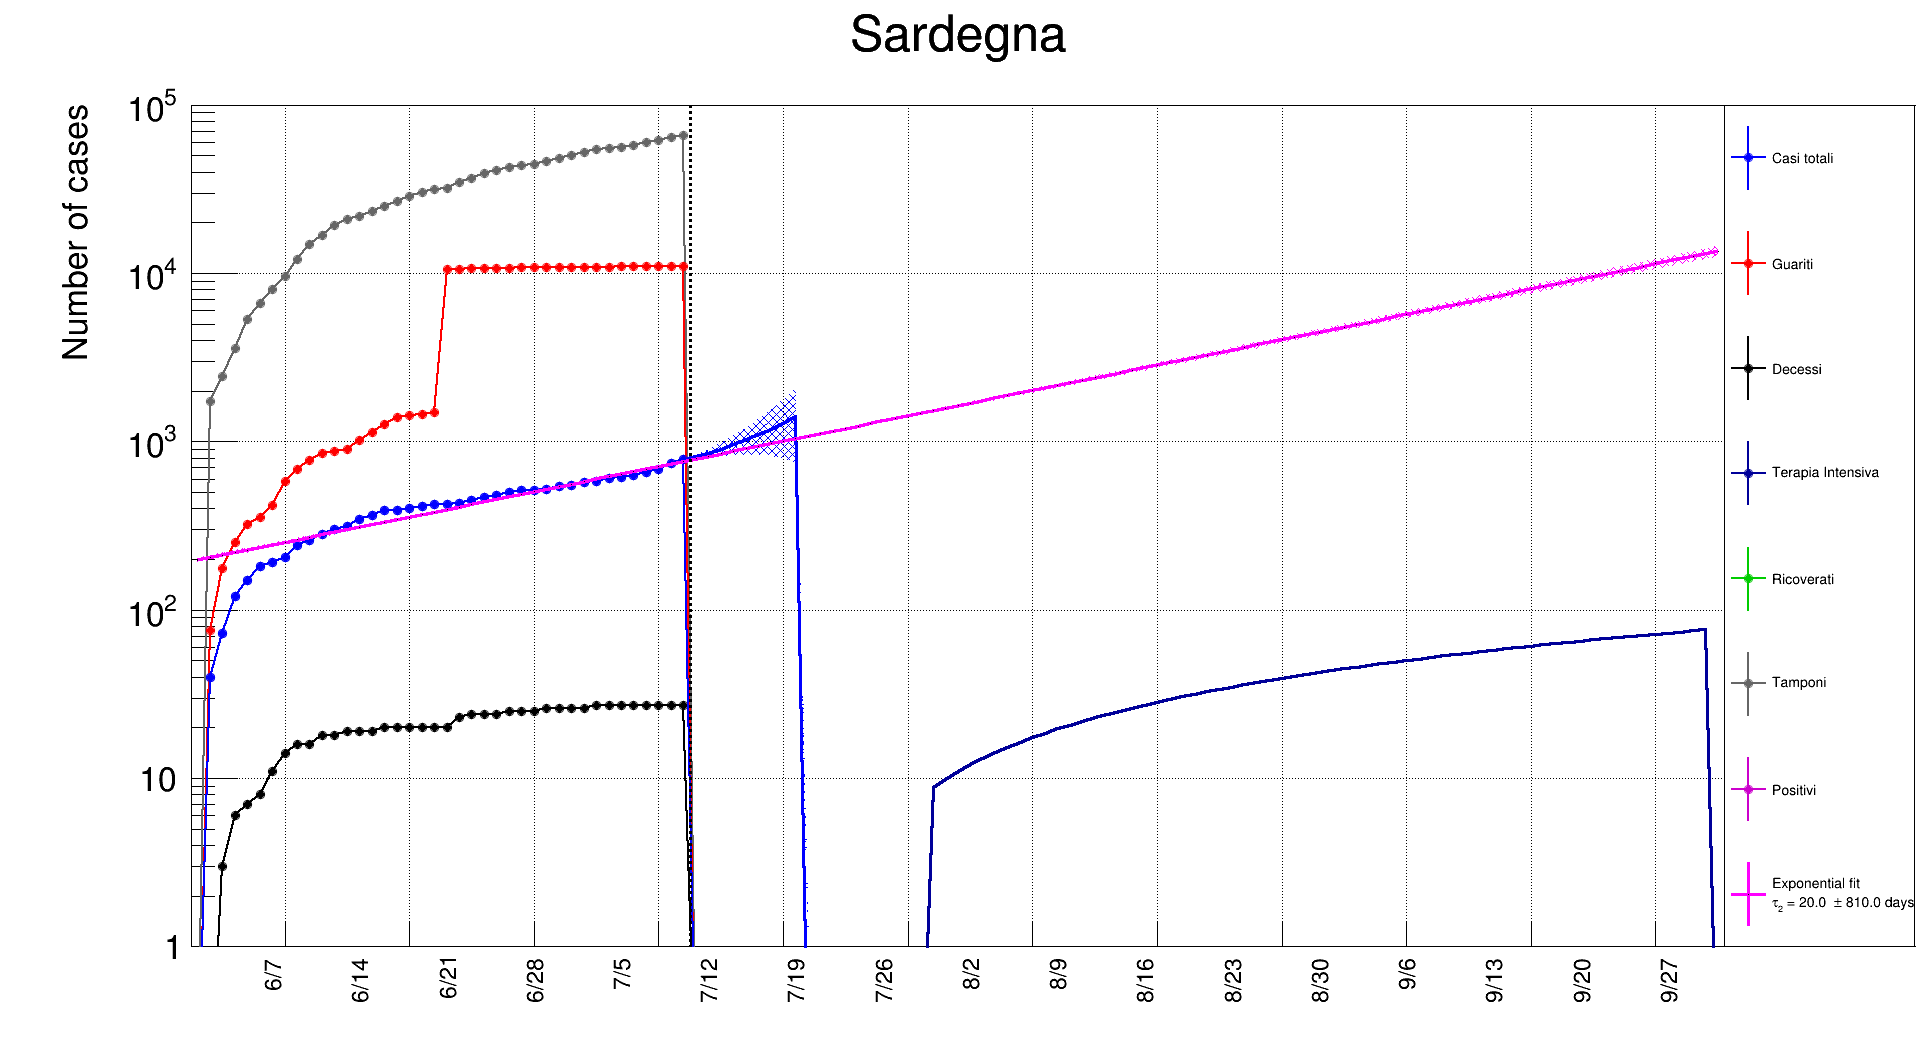 Sardegna
Number of cases
10^5
10^4
10^3
10^2
10
1
6/7
6/14
6/21
6/28
7/5
7/12
7/19
7/26
8/2
8/9
8/16
8/23
8/30
9/6
9/13
9/20
9/27
Casi totali
Guariti
Decessi
Terapia Intensiva
Ricoverati
Tamponi
Positivi
Exponential fit
τ_2 = 20.0 ± 810.0 days